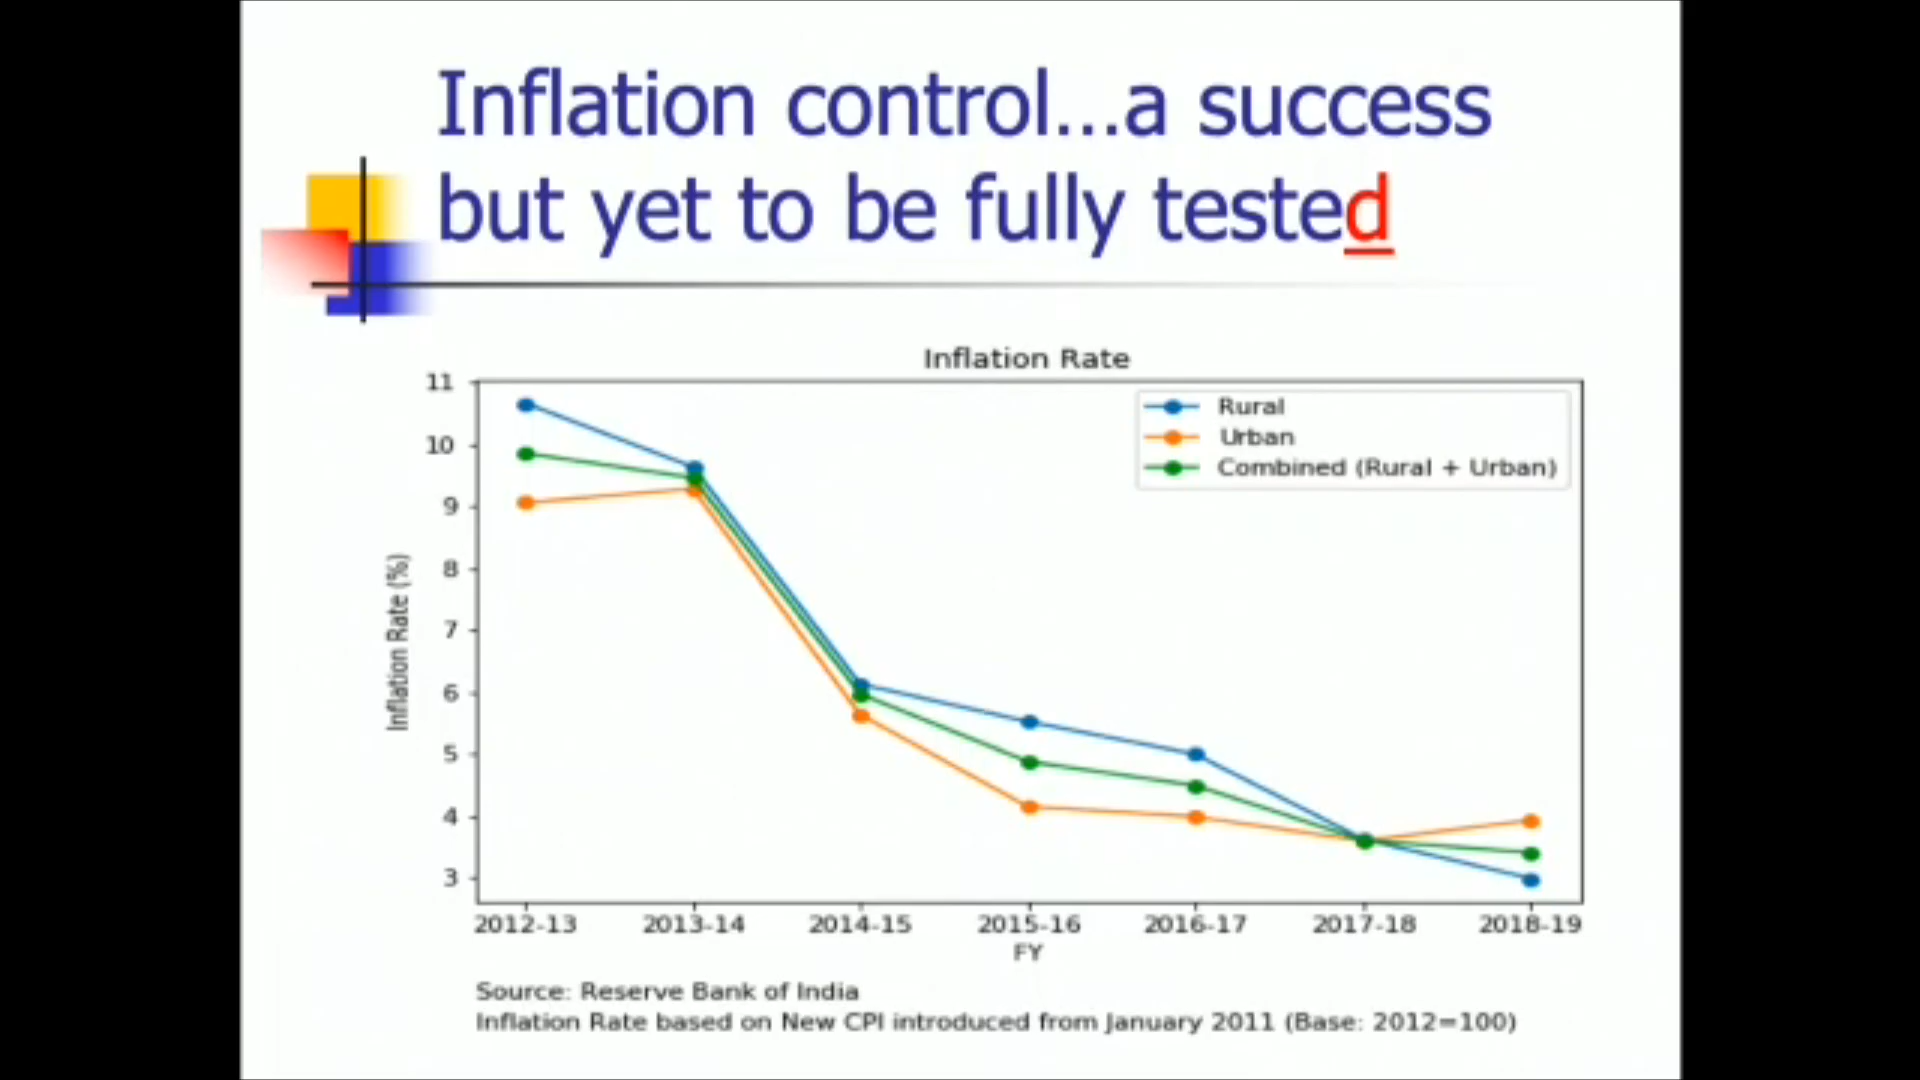 Inflation control...a success
but yet to be fully tested
Inflation Rate
11
10
9
8
7
6
5
4
3
Inflation Rate (%)
Rural
Urban
Combined (Rural + Urban)
2012-13 2013-14 2014-15 2015-16 2016-17 2017-18 2018-19
FY
Source: Reserve Bank of India
Inflation Rate based on New CPI introduced from January 2011 (Base: 2012=100)